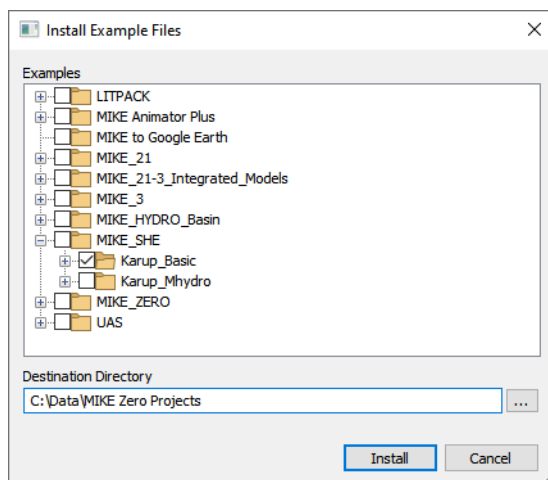 Install Example Files
Examples
LITPACK
MIKE Animator Plus
MIKE to Google Earth
MIKE_21
MIKE_21-3_Integrated_Models
MIKE_3
MIKE_HYDRO_Basin
MIKE_SHE
Karup_Basic
Karup_Mhydro
MIKE_ZERO
UAS
Destination Directory
C:\Data\MIKE Zero Projects
...
Install Cancel